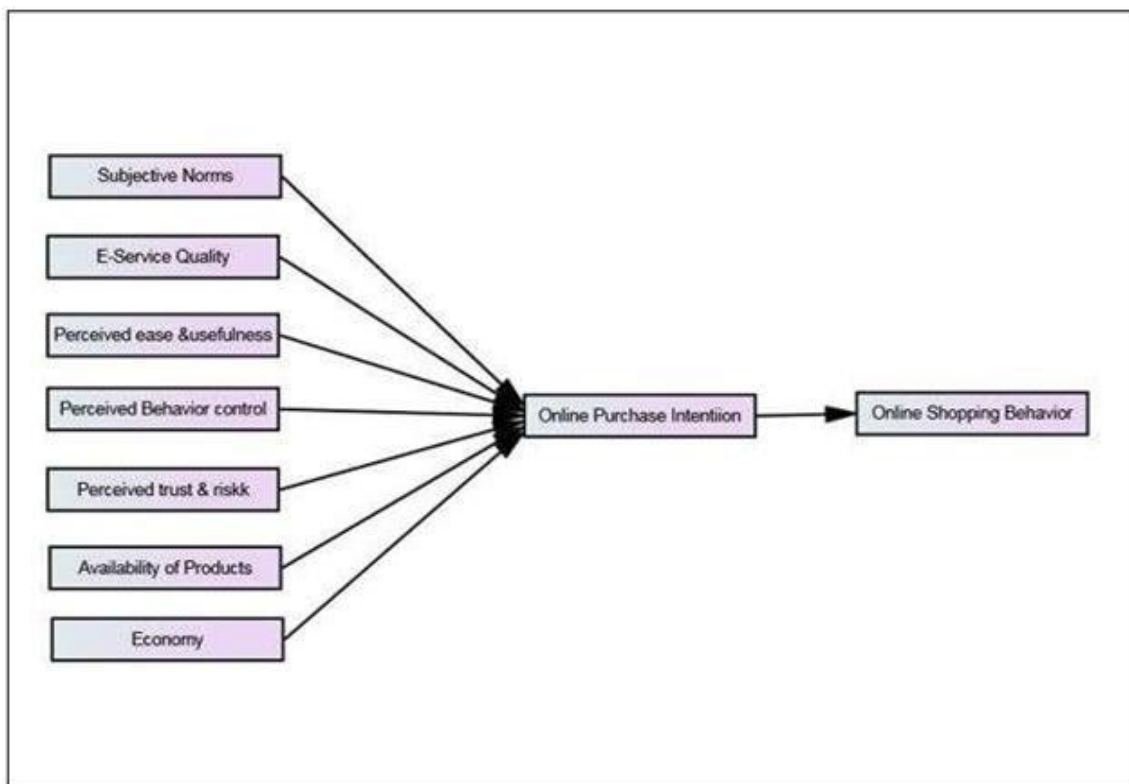 Subjective Norms
E-Service Quality
Perceived ease &usefulness
Perceived Behavior control
Perceived trust & riskk
Availability of Products
Economy
Online Purchase Intentiion
Online Shopping Behavior